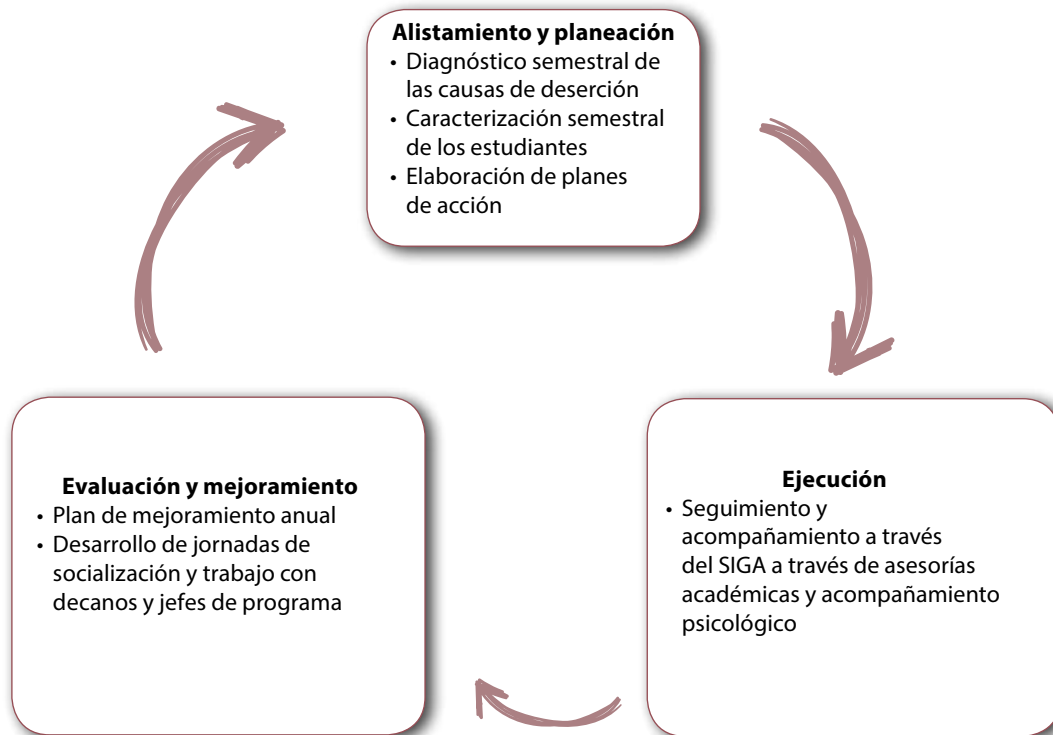 Alistamiento y planeación
• Diagnóstico semestral de
las causas de deserción
• Caracterización semestral
de los estudiantes
• Elaboración de planes
de acción
Ejecución
• Seguimiento y
acompañamiento a través
del SIGA a través de asesorías
académicas y acompañamiento
psicológico
Evaluación y mejoramiento
• Plan de mejoramiento anual
• Desarrollo de jornadas de
socialización y trabajo con
decanos y jefes de programa